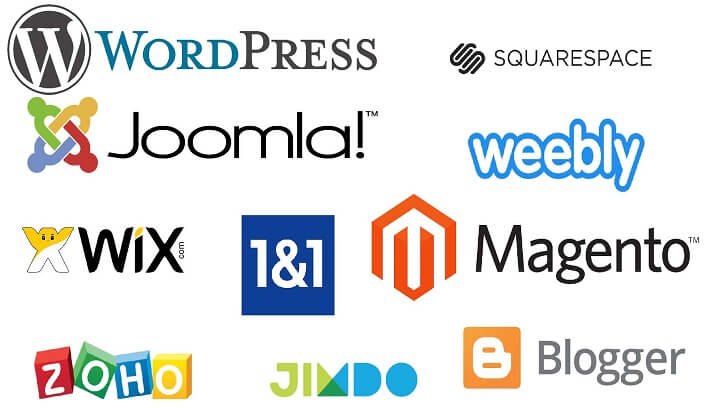 WORDPRESS
SQUARESPACE
Joomla!™
weebly
WiX.com
1&1
Magento™
ZOHO
JIMDO
B Blogger